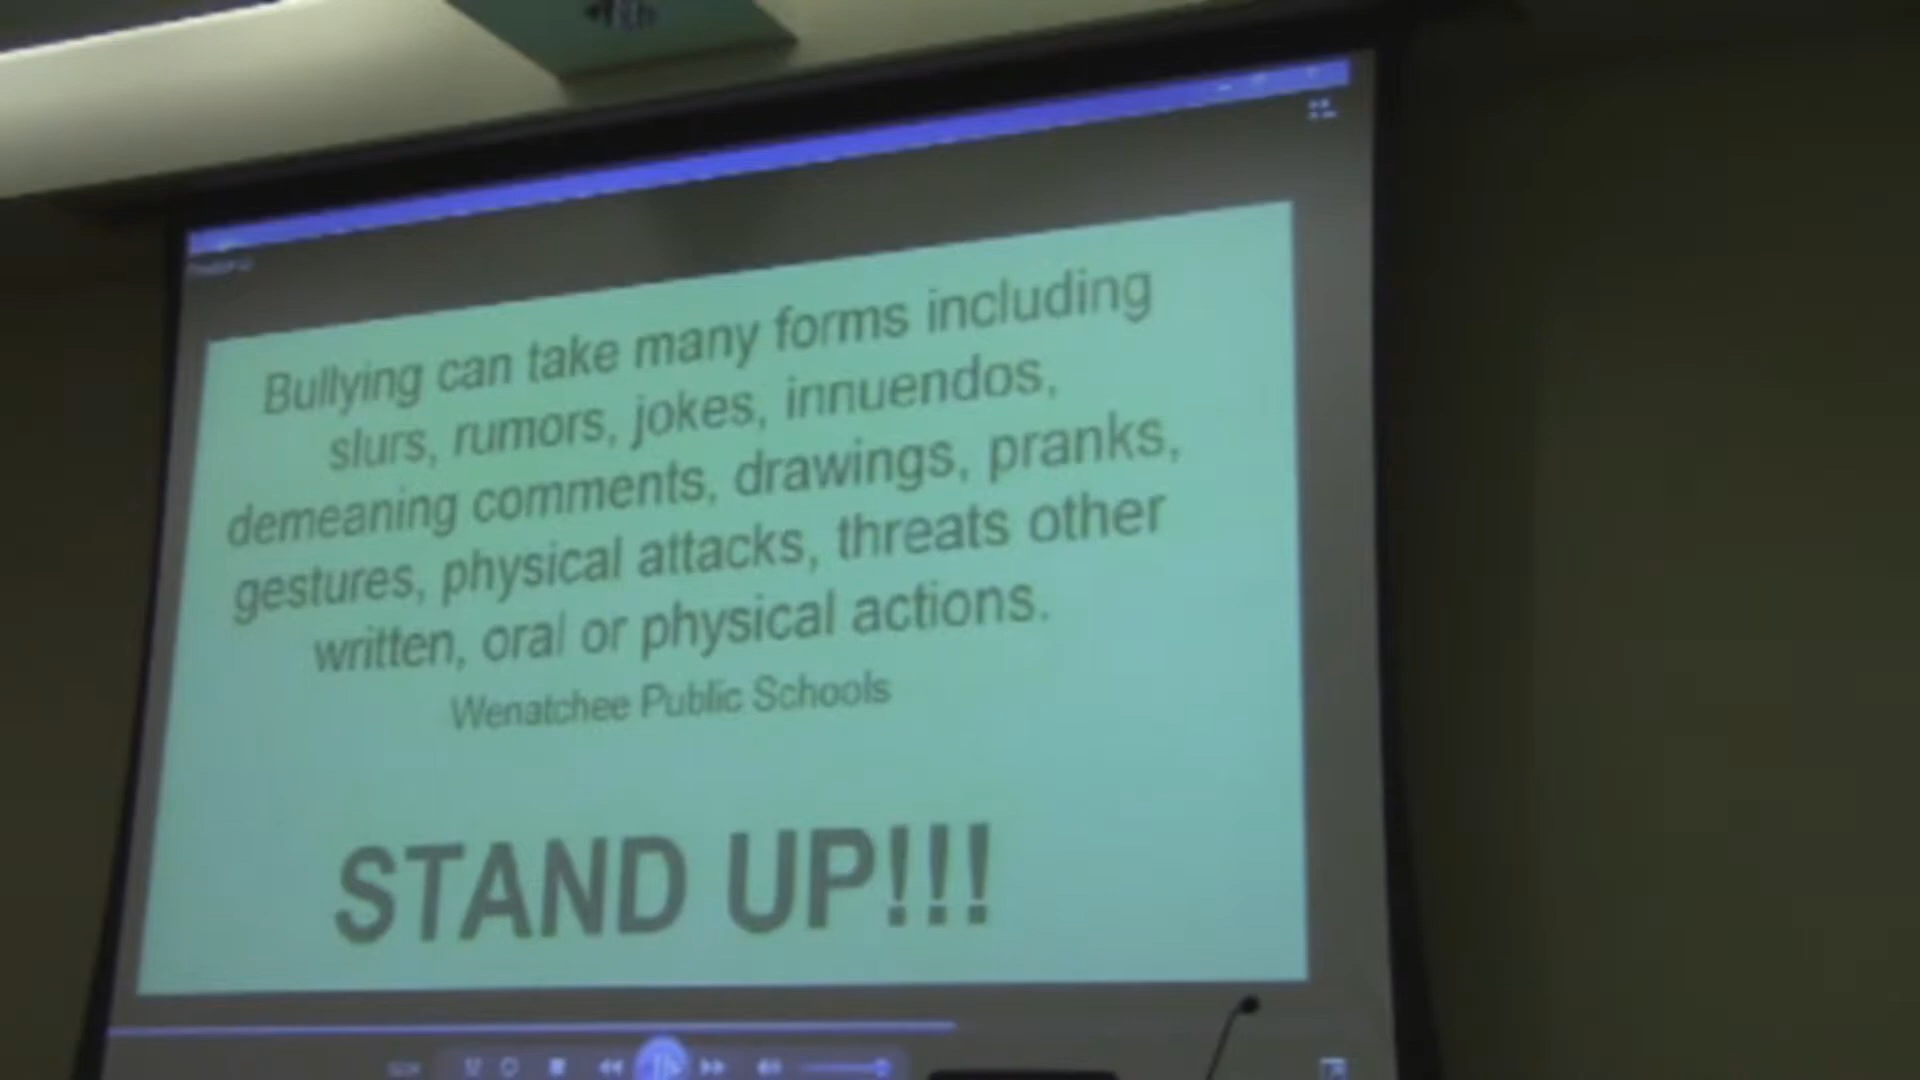 Bullying can take many forms including
slurs, rumors, jokes, innuendos,
demeaning comments, drawings, pranks,
gestures, physical attacks, threats other
written, oral or physical actions.
Wenatchee Public Schools
STAND UP!!!